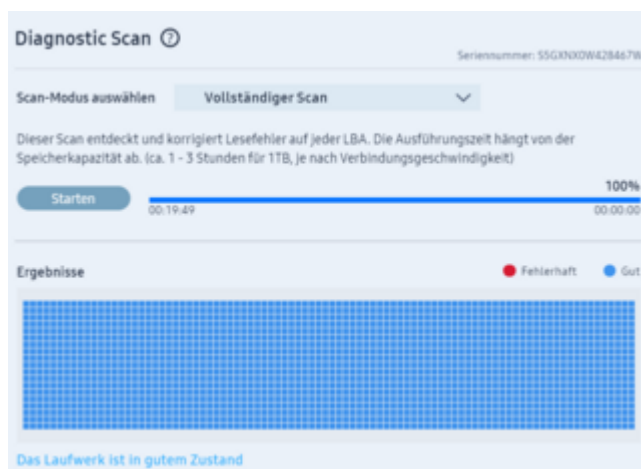 Diagnostic Scan ?
Seriennummer: S5GXNX0W428467W
Scan-Modus auswählen Vollständiger Scan
Dieser Scan entdeckt und korrigiert Lesefehler auf jeder LBA. Die Ausführungszeit hängt von der
Speicherkapazität ab. (ca. 1 - 3 Stunden für 1TB, je nach Verbindungsgeschwindigkeit)
100%
Starten
00:19:49 00:00:00
Ergebnisse Fehlerhaft Gut
Das Laufwerk ist in gutem Zustand